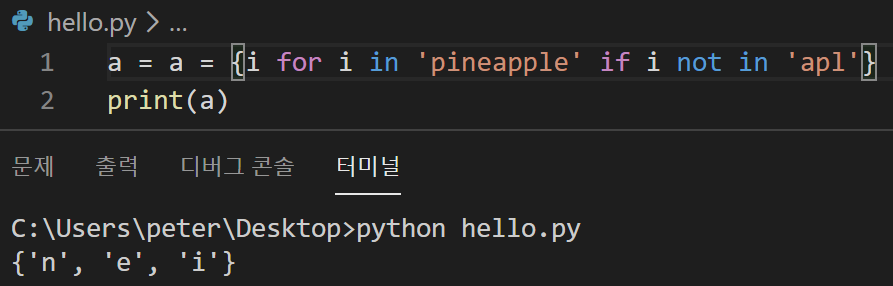 hello.py > ...
1 a = a = {i for i in 'pineapple' if i not in 'apl'}
2 print(a)
문제 출력 디버그 콘솔 터미널
C:\Users\peter\Desktop>python hello.py
{'n', 'e', 'i'}